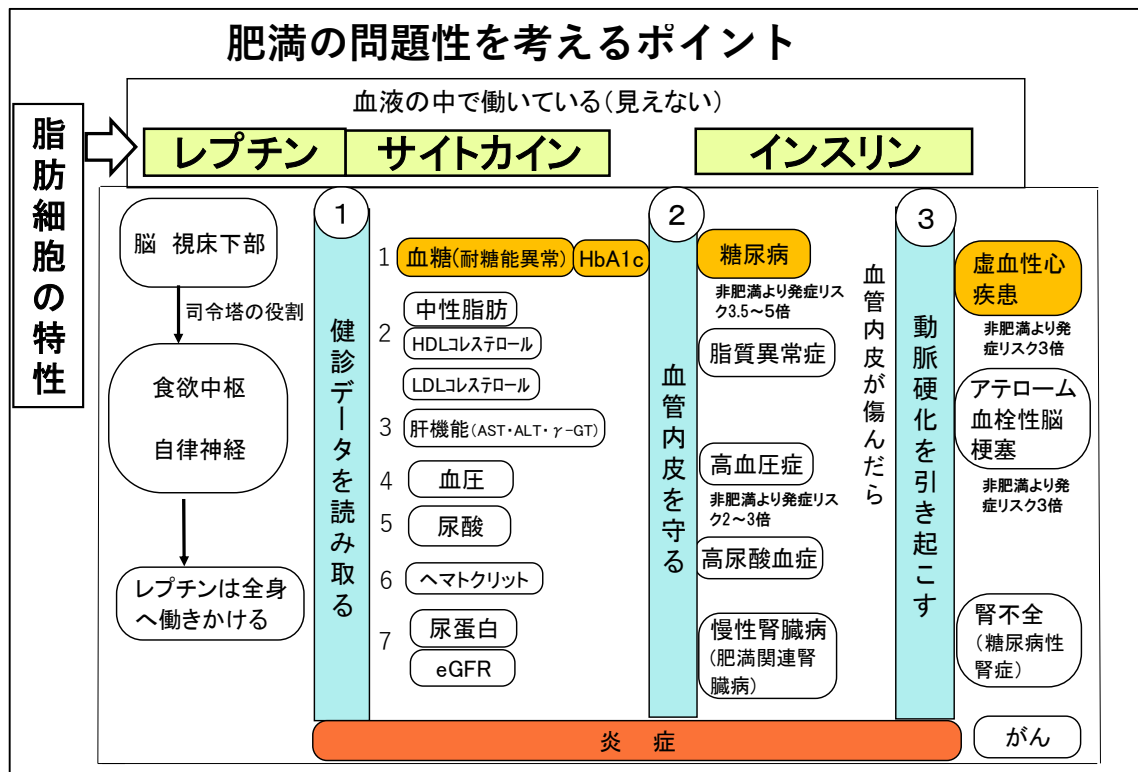 肥満の問題性を考えるポイント
脂肪細胞の特性
血液の中で働いている(見えない)
レプチン
サイトカイン
インスリン
脳 視床下部
司令塔の役割
食欲中枢
自律神経
レプチンは全身
へ働きかける
1
健診データを読み取る
1
血糖(耐糖能異常)
HbA1c
2
中性脂肪
HDLコレステロール
LDLコレステロール
3
肝機能(AST・ALT・γ-GT)
4
血圧
5
尿酸
6
ヘマトクリット
7
尿蛋白
eGFR
2
血管内皮を守る
糖尿病
非肥満より発症リス
ク3.5~5倍
脂質異常症
高血圧症
非肥満より発症リス
ク2~3倍
高尿酸血症
慢性腎臓病
(肥満関連腎
臓病)
血管内皮が傷んだら
3
動脈硬化を引き起こす
虚血性心
疾患
非肥満より発
症リスク3倍
アテローム
血栓性脳
梗塞
非肥満より発
症リスク3倍
腎不全
(糖尿病性
腎症)
がん
炎 症